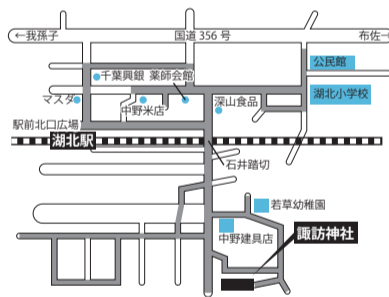 ←我孫子 国道 356 号 布佐→
公民館
千葉興銀 薬師会館
湖北小学校
マスダ
中野米店
深山食品
駅前北口広場
湖北駅
石井踏切
若草幼稚園
中野建具店
諏訪神社